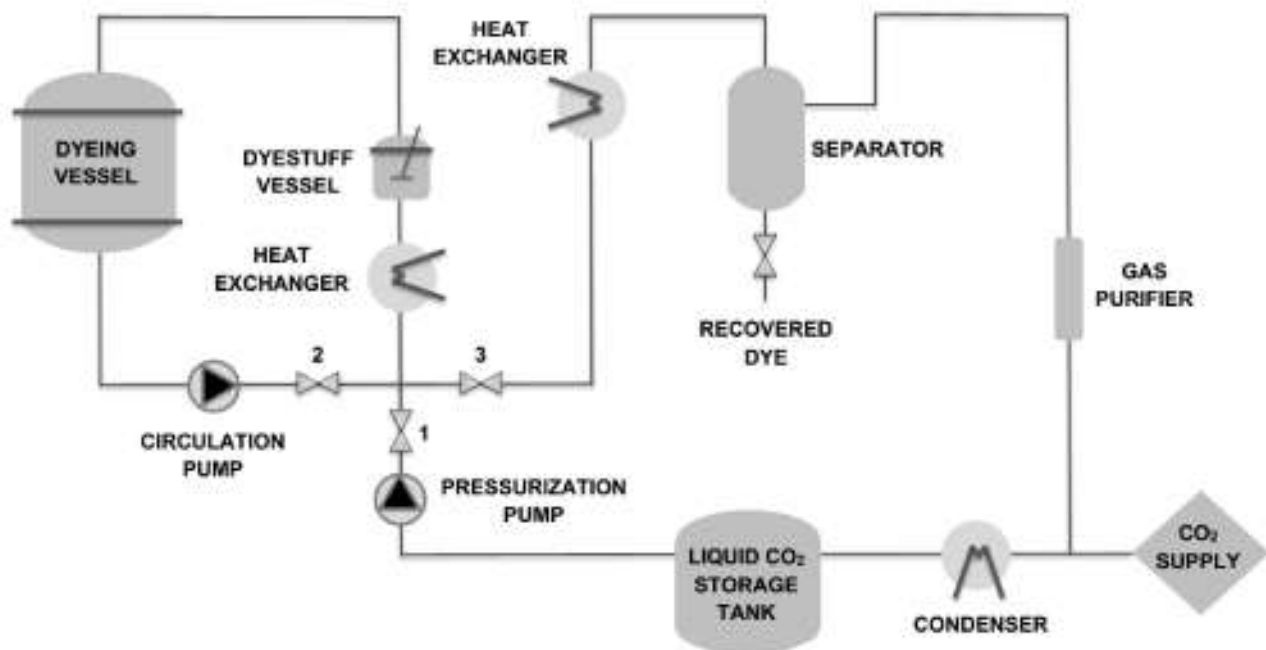 HEAT
EXCHANGER
DYEING
VESSEL
DYESTUFF
VESSEL
SEPARATOR
HEAT
EXCHANGER
GAS
PURIFIER
RECOVERED
DYE
2
3
1
CIRCULATION
PUMP
PRESSURIZATION
PUMP
LIQUID CO₂
STORAGE
TANK
CO₂
SUPPLY
CONDENSER